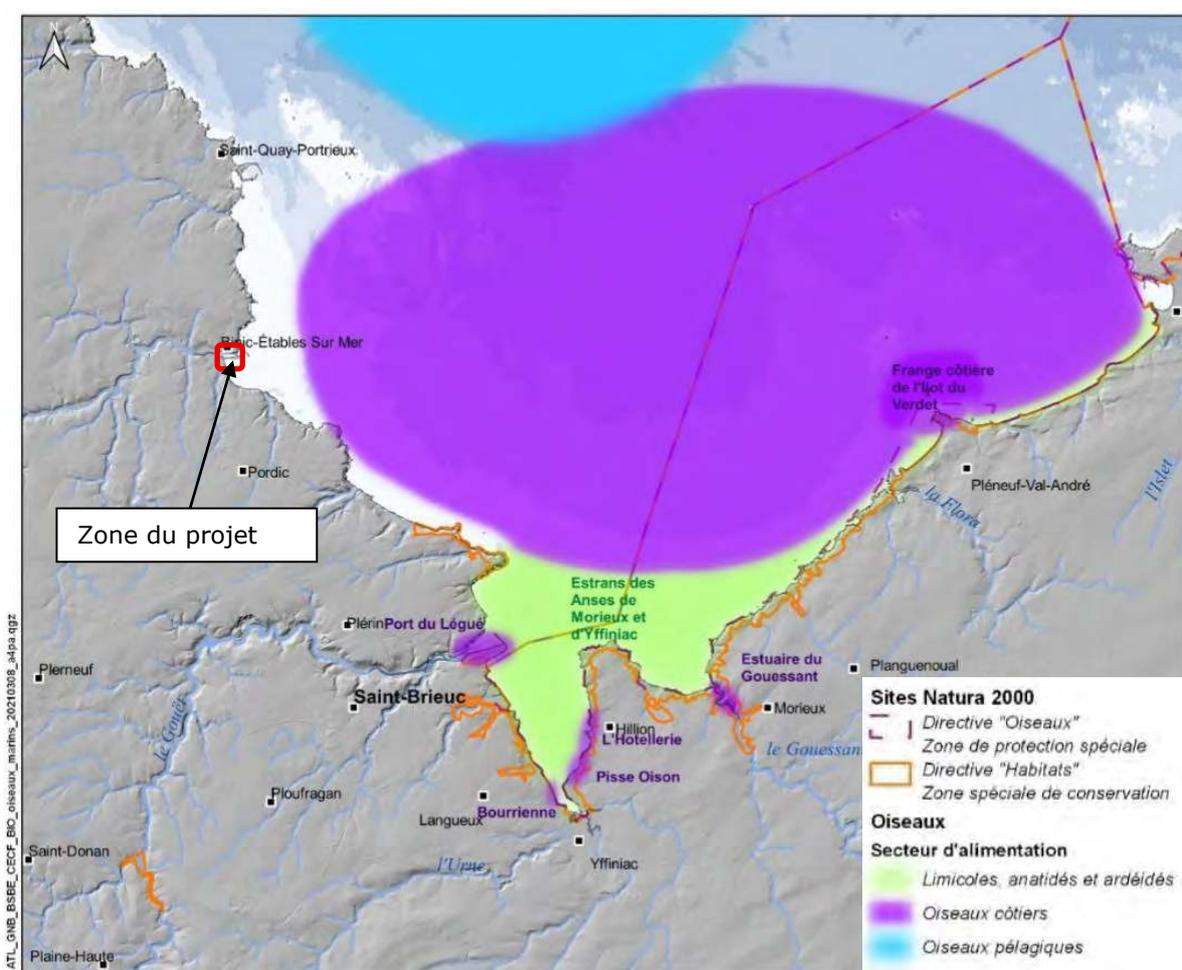 N
Saint-Quay-Portrieux
Binic-Étables Sur Mer
Frange côtière
de l'Ilot du
Verdet
Pordic
Pléneuf-Val-André
l'Islet
la Flora
Zone du projet
Estrans des
Anses de
Morieux et
d'Yffiniac
Plérin
Port du Légué
Estuaire du
Gouessant
Planguenoual
Plerneuf
Saint-Brieuc
Morieux
le Gouët
Hillion
L'Hotellerie
le Gouessant
Pisse Oison
Ploufragan
Langueux
Bourrienne
Saint-Donan
l'Urne
Yffiniac
Plaine-Haute
Sites Natura 2000
Directive "Oiseaux"
Zone de protection spéciale
Directive "Habitats"
Zone spéciale de conservation
Oiseaux
Secteur d'alimentation
Limicoles, anatidés et ardéidés
Oiseaux côtiers
Oiseaux pélagiques
ATL_GNB_BSBE_CECF_BIO_oiseaux_marins_20210308_a4pa.qgz